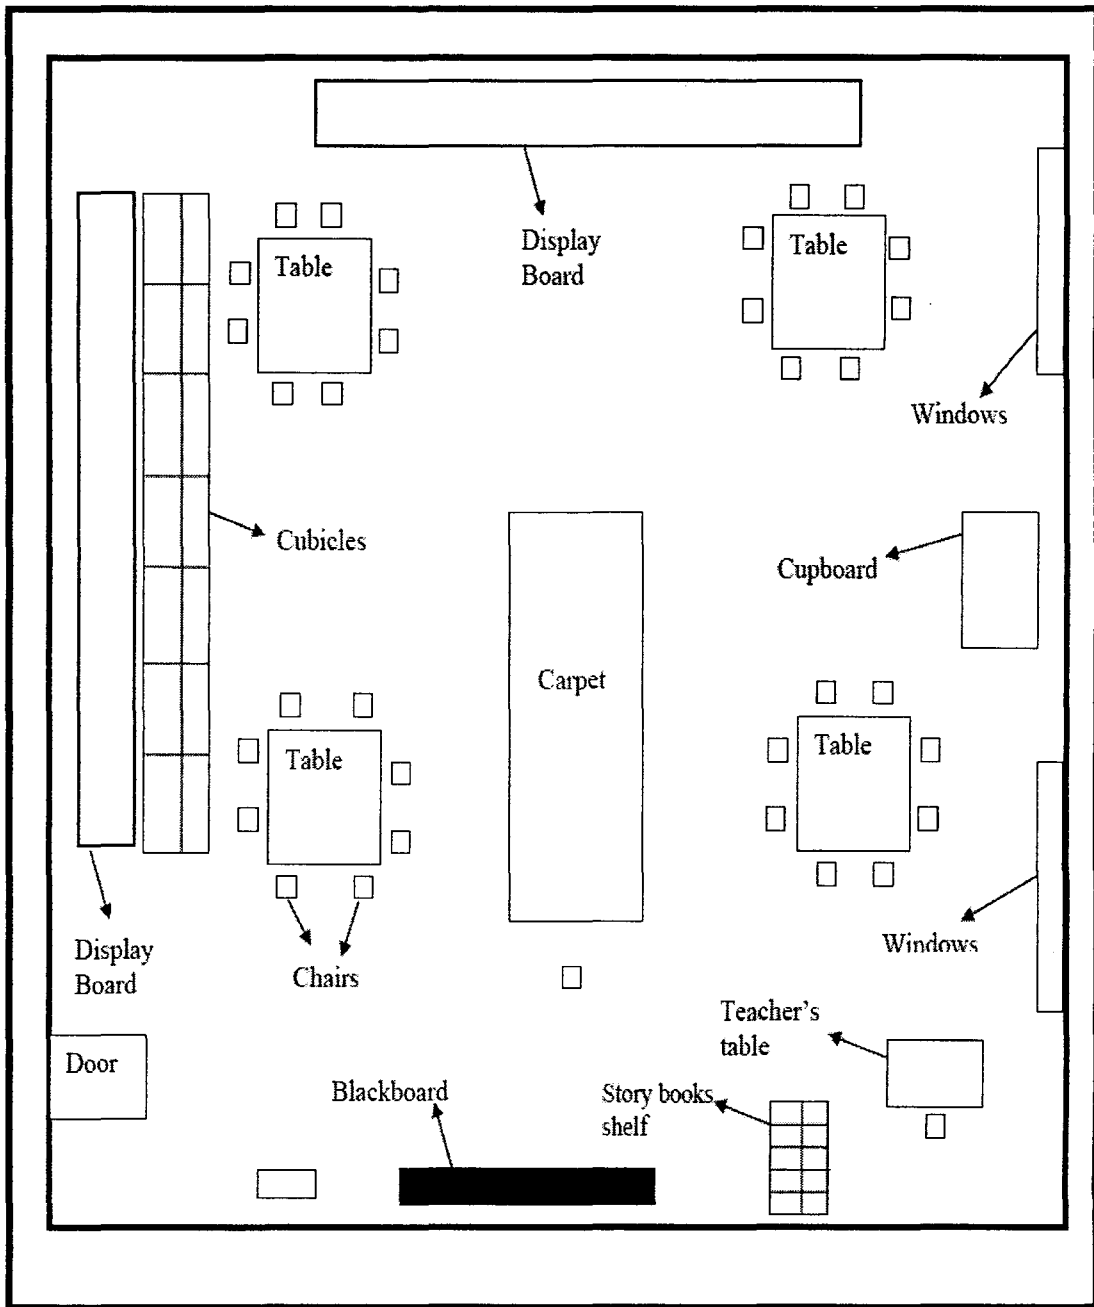 Display
Board
Table
Table
Windows
Cubicles
Cupboard
Carpet
Table
Table
Display
Board
Chairs
Windows
Teacher's
table
Door
Blackboard
Story books
shelf